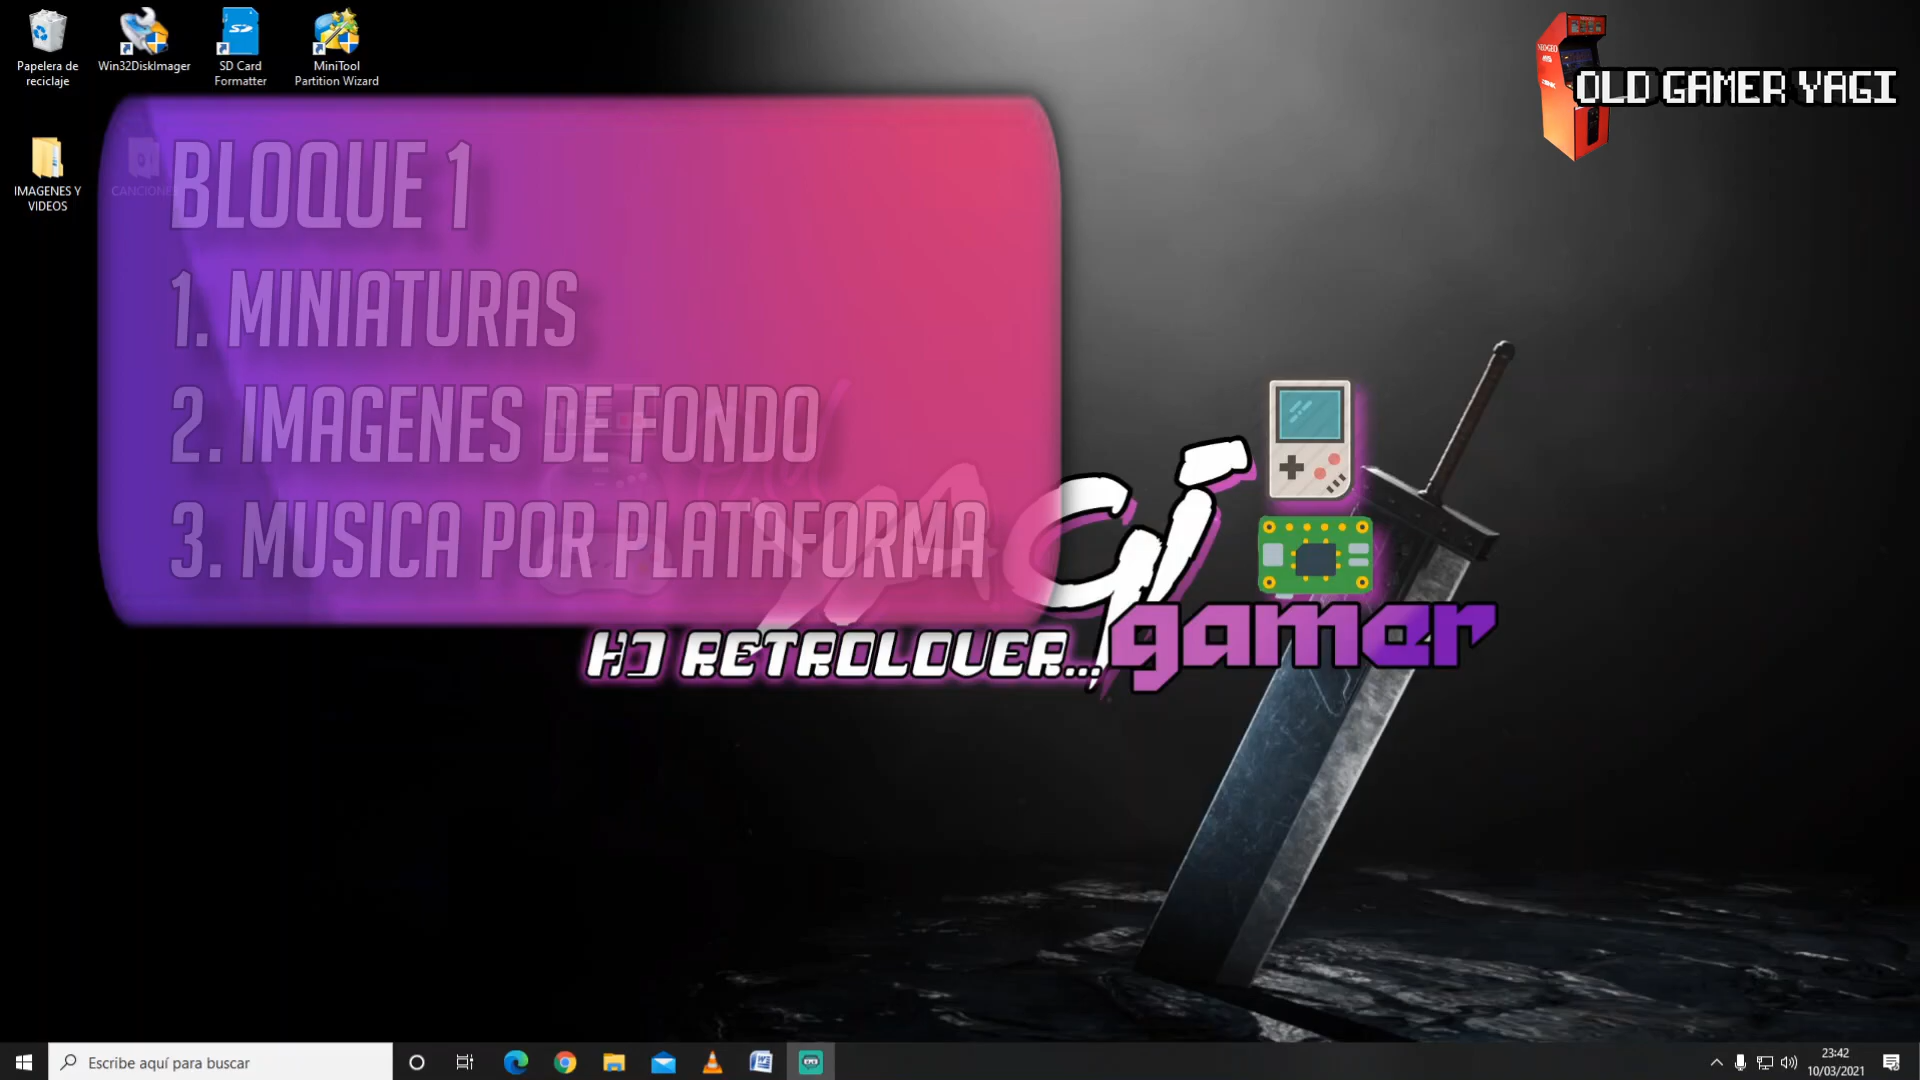 Papelera de
reciclaje
Win32DiskImager
SD Card
Formatter
MiniTool
Partition Wizard
OLD GAMER YAGI
IMAGENES Y
VIDEOS
CANCIONE
BLOQUE 1
1. MINIATURAS
2. IMAGENES DE FONDO
3. MUSICA POR PLATAFORMA
YAGi
gamer
RETROLOVER...
Escribe aquí para buscar
23:42
10/03/2021